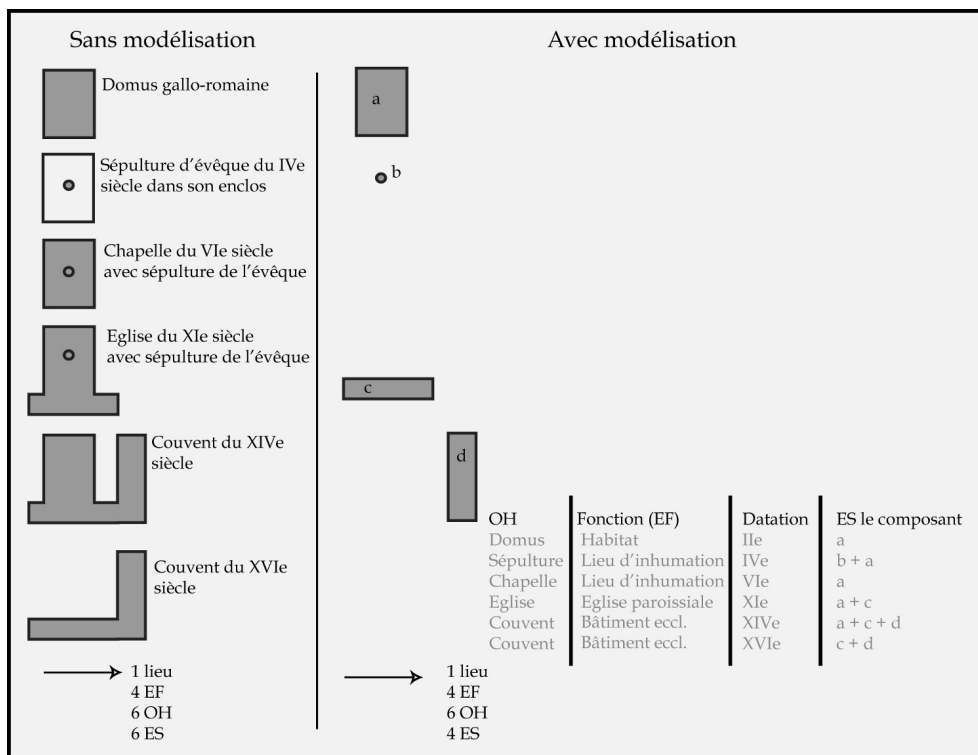 Sans modélisation
Domus gallo-romaine
Sépulture d'évêque du IVe
siècle dans son enclos
Chapelle du VIe siècle
avec sépulture de l'évêque
Eglise du XIe siècle
avec sépulture de l'évêque
Couvent du XIVe
siècle
Couvent du XVIe
siècle
1 lieu
4 EF
6 OH
6 ES
Avec modélisation
a
b
c
d
OH Fonction (EF) Datation ES le composant
Domus Habitat IIe a
Sépulture Lieu d'inhumation IVe b + a
Chapelle Lieu d'inhumation VIe a
Eglise Eglise paroissiale XIe a + c
Couvent Bâtiment eccl. XIVe a + c + d
Couvent Bâtiment eccl. XVIe c + d
1 lieu
4 EF
6 OH
4 ES